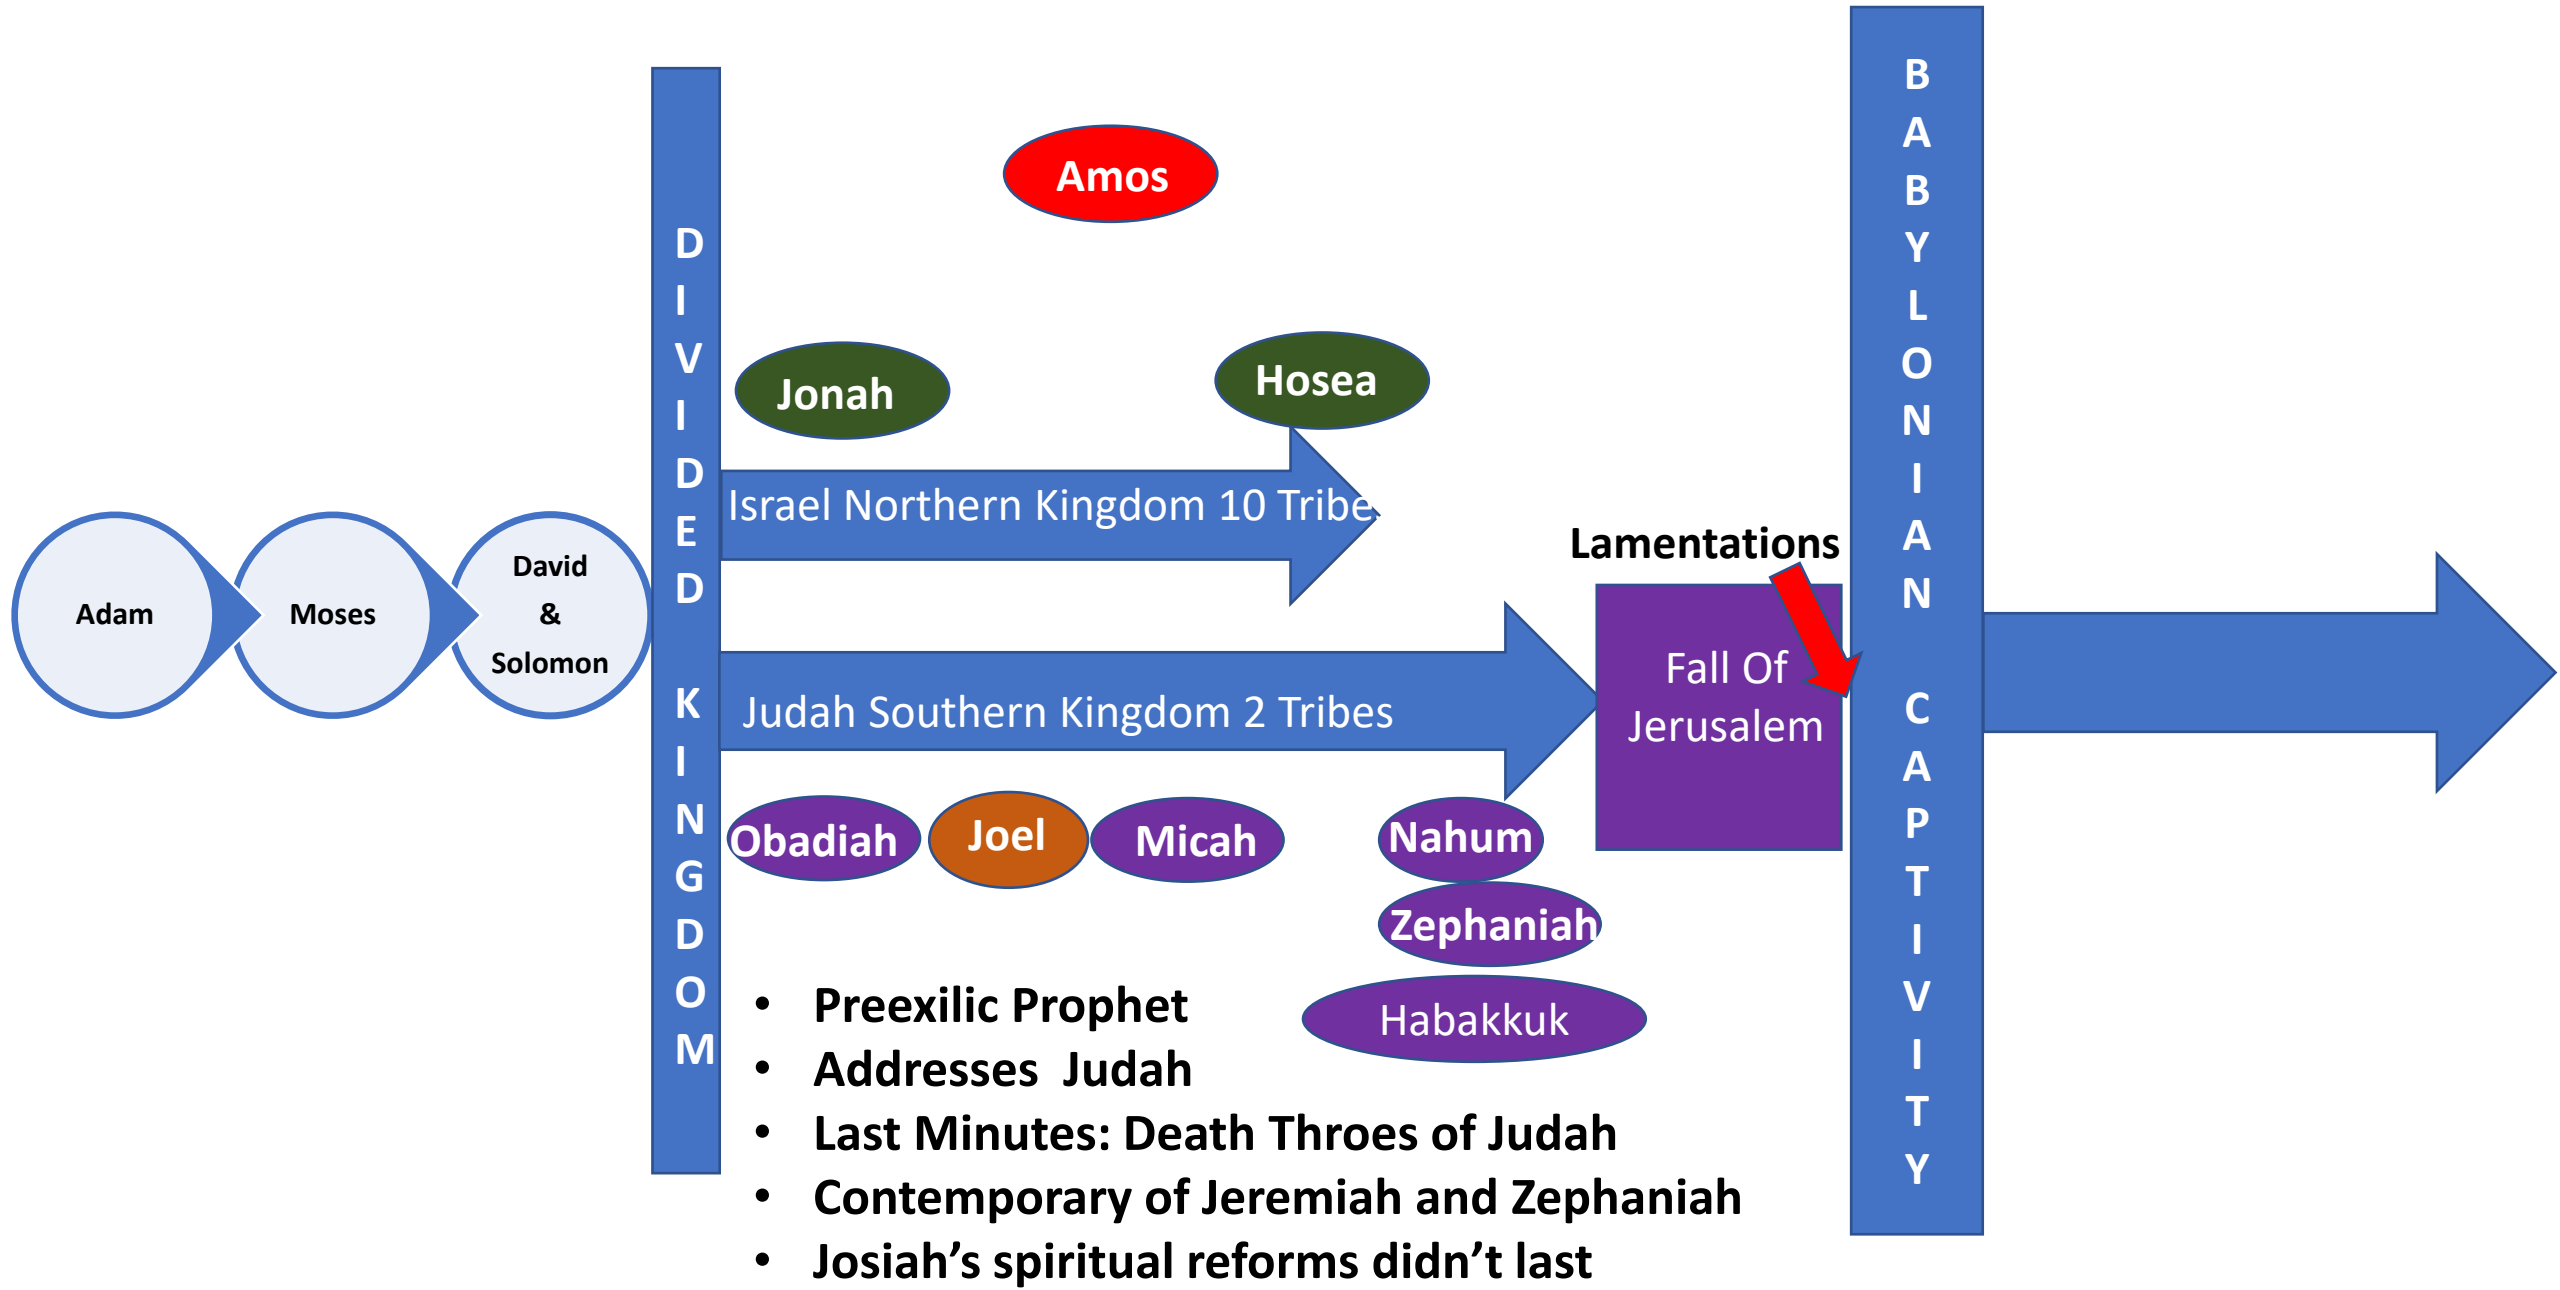 Adam
Moses
David
&
Solomon
DIVIDED KINGDOM
Amos
Jonah
Hosea
Israel Northern Kingdom 10 Tribe
Judah Southern Kingdom 2 Tribes
Obadiah
Joel
Micah
Nahum
Zephaniah
Habakkuk
Lamentations
Fall Of
Jerusalem
BABYLONIAN CAPTIVITY
• Preexilic Prophet
• Addresses  Judah
• Last Minutes: Death Throes of Judah
• Contemporary of Jeremiah and Zephaniah
• Josiah’s spiritual reforms didn’t last